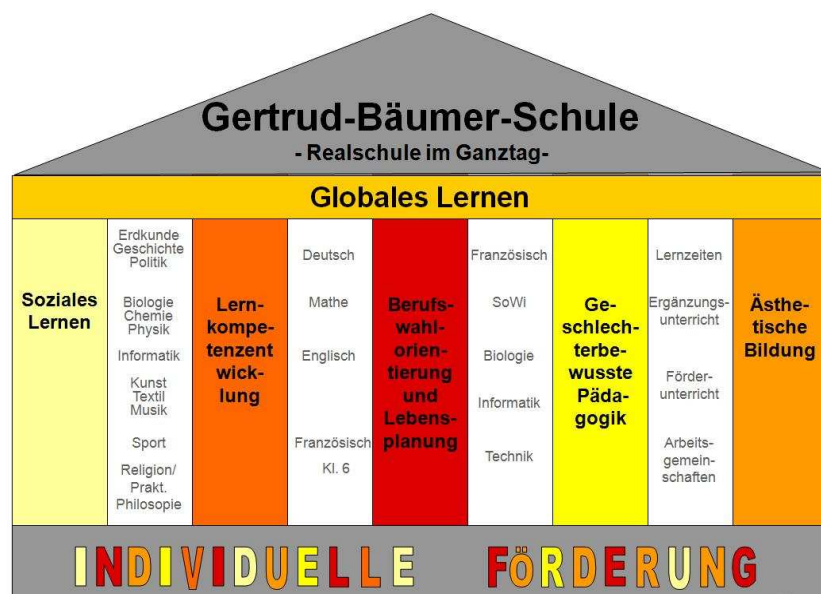 Gertrud-Bäumer-Schule
- Realschule im Ganztag-
Globales Lernen
Soziales
Lernen
Erdkunde
Geschichte
Politik
Biologie
Chemie
Physik
Informatik
Kunst
Textil
Musik
Sport
Religion/
Prakt.
Philosopie
Lern-
kompe-
tenzent
wick-
lung
Deutsch
Mathe
Englisch
Französisch
Kl. 6
Berufs-
wahl-
orien-
tierung
und
Lebens-
planung
Französisch
SoWi
Biologie
Informatik
Technik
Ge-
schlech-
terbe-
wusste
Päda-
gogik
Lernzeiten
Ergänzungs-
unterricht
Förder-
unterricht
Arbeits-
gemein-
schaften
Ästhe-
tische
Bildung
INDIVIDUELLE FÖRDERUNG